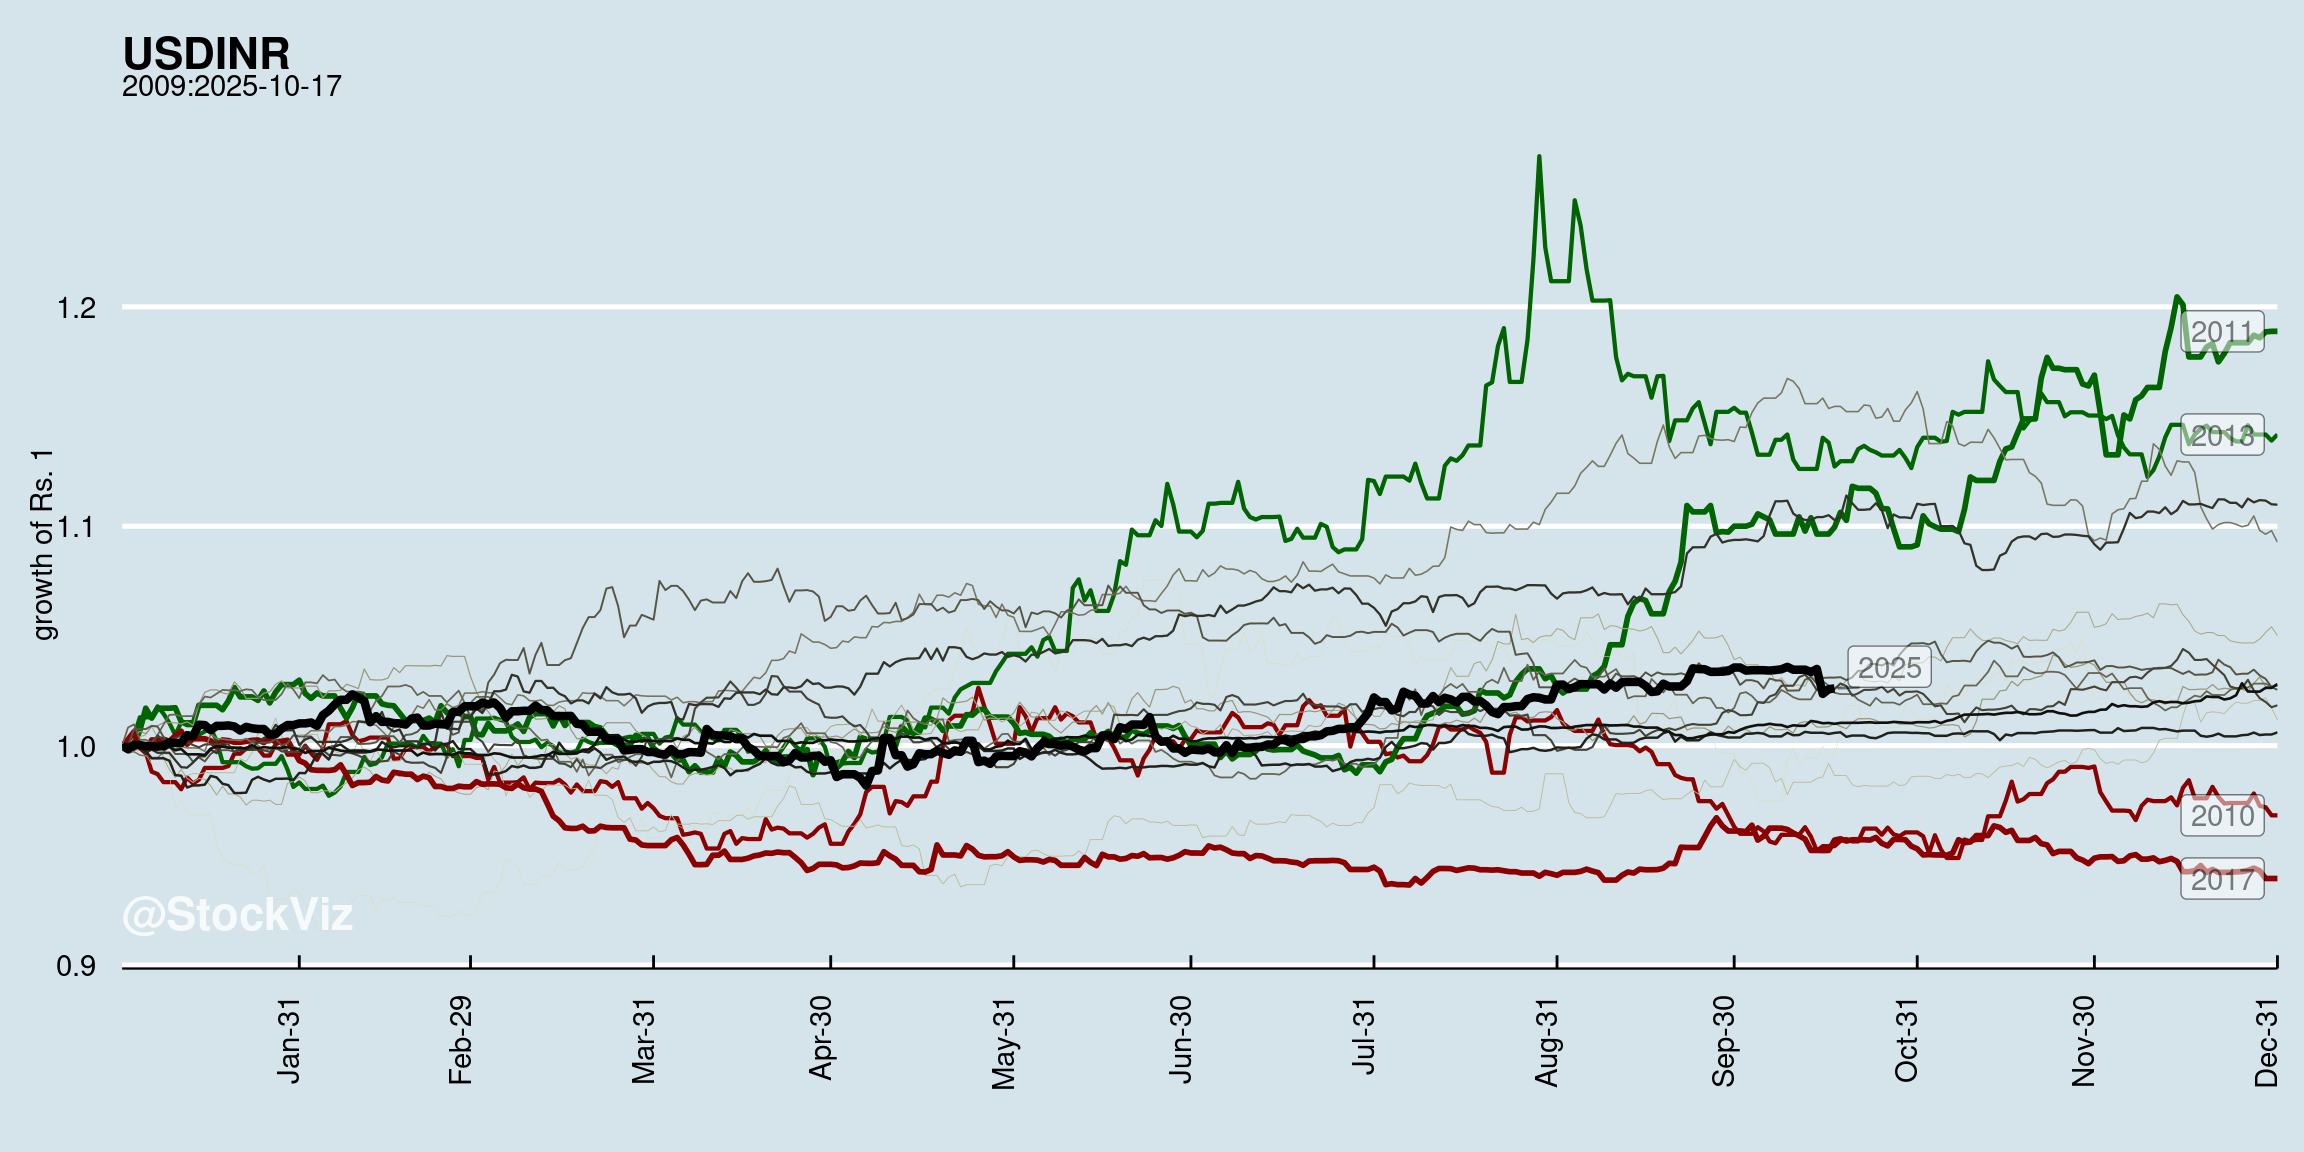 USDINR
2009:2025-10-17
growth of Rs. 1
1.2
1.1
1.0
0.9
2011
2013
2025
2010
2017
@StockViz
Jan-31
Feb-29
Mar-31
Apr-30
May-31
Jun-30
Jul-31
Aug-31
Sep-30
Oct-31
Nov-30
Dec-31